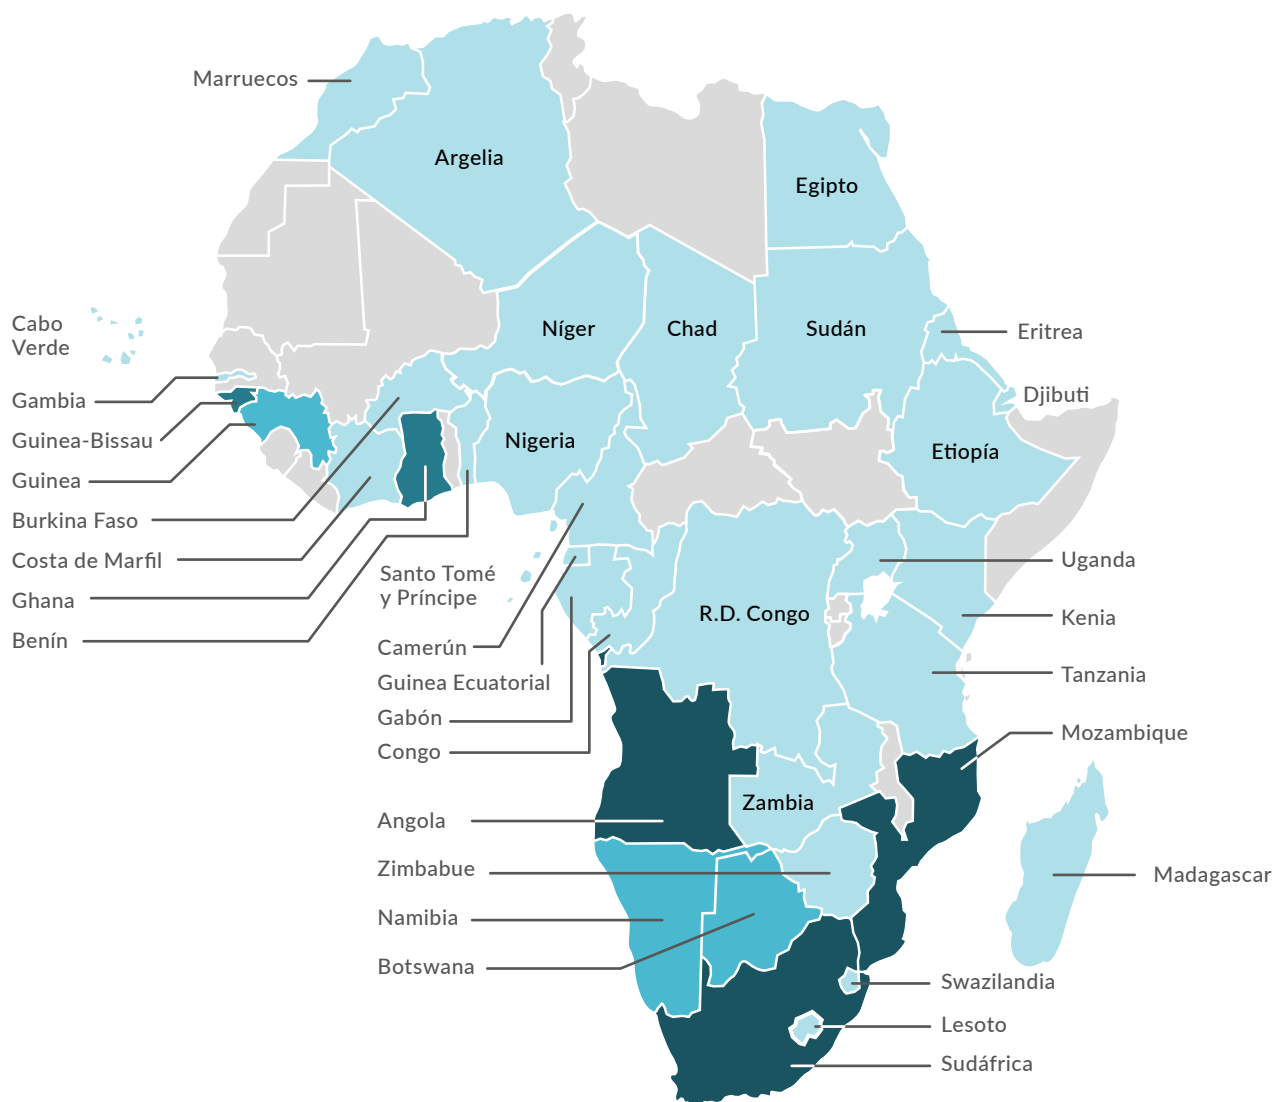 Marruecos
Argelia
Egipto
Cabo
Verde
Níger
Chad
Sudán
Eritrea
Djibuti
Gambia
Guinea-Bissau
Nigeria
Etiopía
Guinea
Burkina Faso
Costa de Marfil
Ghana
Benín
Santo Tomé
y Príncipe
Uganda
R.D. Congo
Kenia
Camerún
Guinea Ecuatorial
Tanzania
Gabón
Congo
Mozambique
Zambia
Angola
Zimbabue
Madagascar
Namibia
Botswana
Swazilandia
Lesoto
Sudáfrica